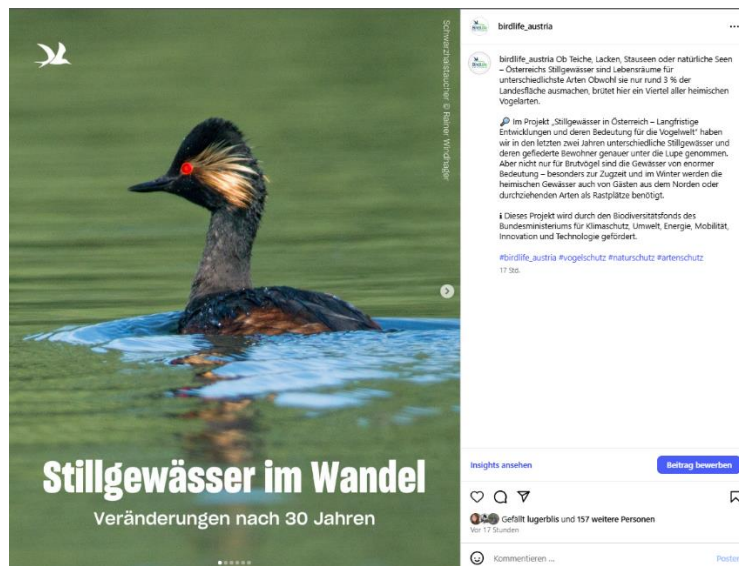 Schwarzhalstaucher © Rainer Windhager
Stillgewässer im Wandel
Veränderungen nach 30 Jahren
birdlife_austria
birdlife_austria Ob Teiche, Lacken, Stauseen oder natürliche Seen
– Österreichs Stillgewässer sind Lebensräume für
unterschiedlichste Arten Obwohl sie nur rund 3 % der
Landesfläche ausmachen, brütet hier ein Viertel aller heimischen
Vogelarten.
🔎 Im Projekt „Stillgewässer in Österreich – Langfristige
Entwicklungen und deren Bedeutung für die Vogelwelt" haben
wir in den letzten zwei Jahren unterschiedliche Stillgewässer und
deren gefiederte Bewohner genauer unter die Lupe genommen.
Aber nicht nur für Brutvögel sind die Gewässer von enormer
Bedeutung – besonders zur Zugzeit und im Winter werden die
heimischen Gewässer auch von Gästen aus dem Norden oder
durchziehenden Arten als Rastplätze benötigt.
ℹ Dieses Projekt wird durch den Biodiversitätsfonds des
Bundesministeriums für Klimaschutz, Umwelt, Energie, Mobilität,
Innovation und Technologie gefördert.
#birdlife_austria #vogelschutz #naturschutz #artenschutz
17 Std.
Insights ansehen
Beitrag bewerben
Gefällt lugerblis und 157 weitere Personen
Vor 17 Stunden
Kommentieren ...
Posten